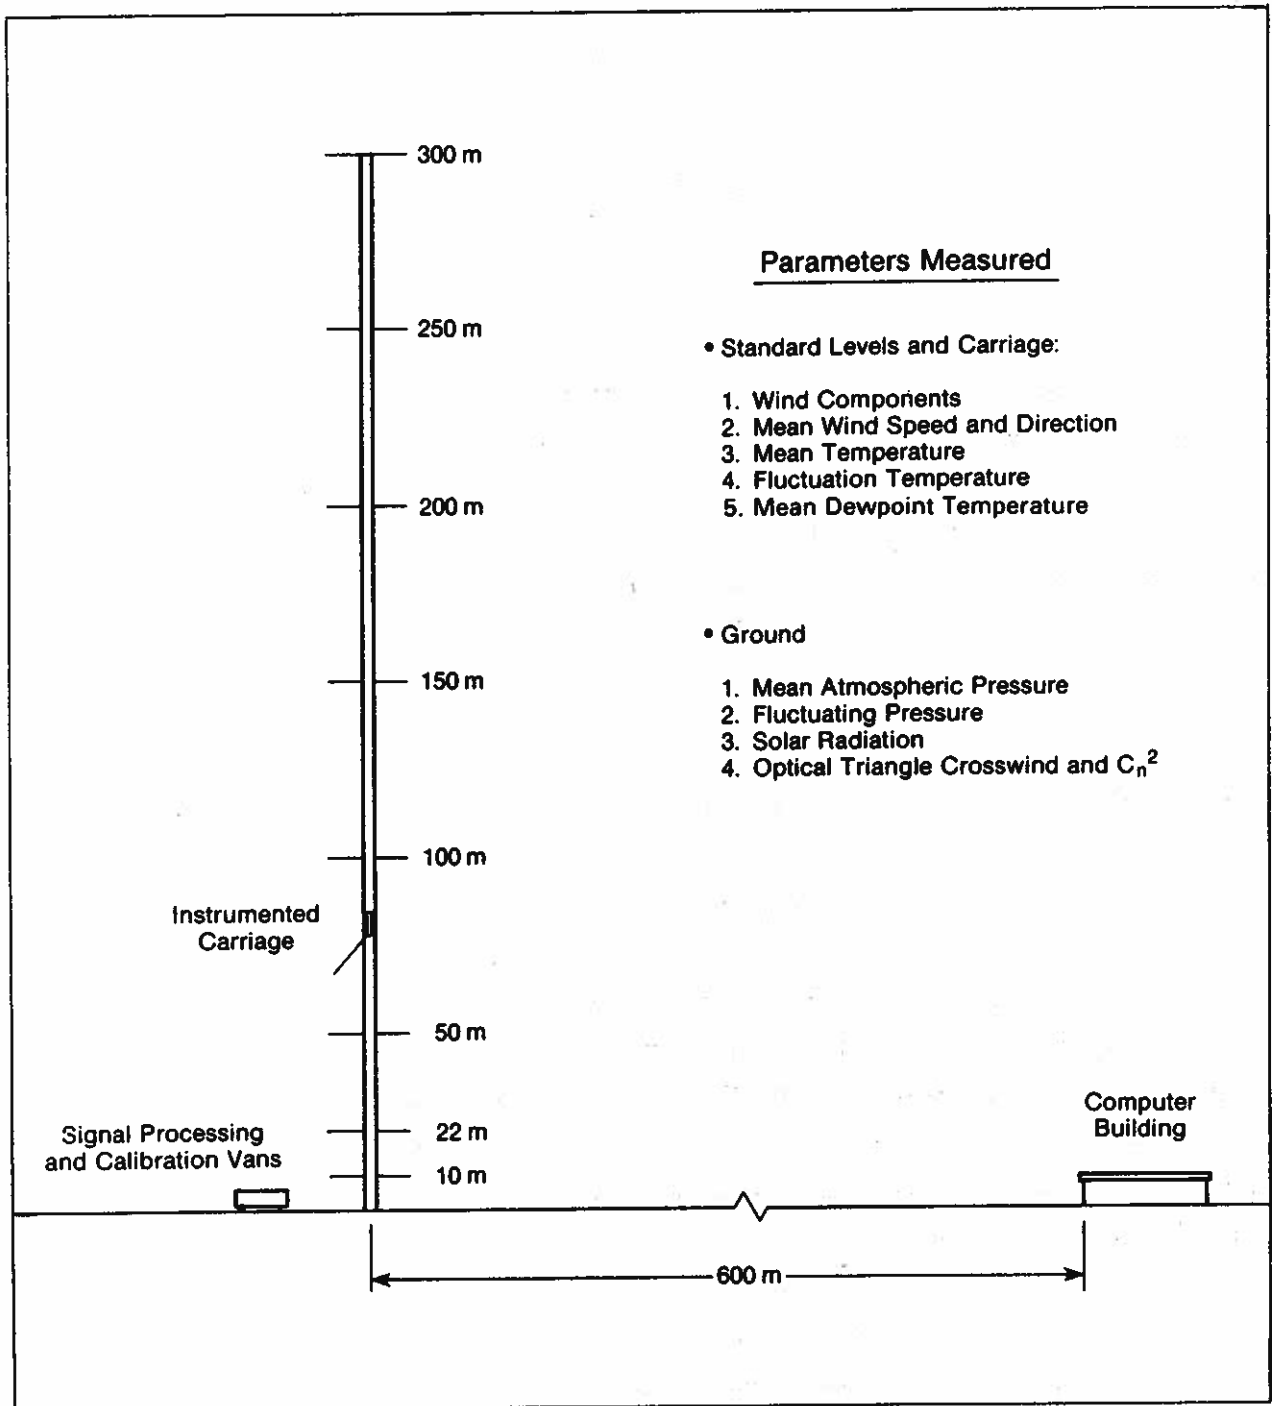 300 m
250 m
200 m
150 m
100 m
50 m
22 m
10 m
Instrumented
Carriage
Signal Processing
and Calibration Vans
Parameters Measured
• Standard Levels and Carriage:
1. Wind Components
2. Mean Wind Speed and Direction
3. Mean Temperature
4. Fluctuation Temperature
5. Mean Dewpoint Temperature
• Ground
1. Mean Atmospheric Pressure
2. Fluctuating Pressure
3. Solar Radiation
4. Optical Triangle Crosswind and Cₙ²
Computer
Building
600 m